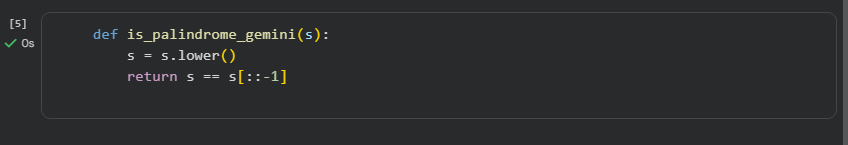 [5]
0s
def is_palindrome_gemini(s):
    s = s.lower()
    return s == s[::-1]